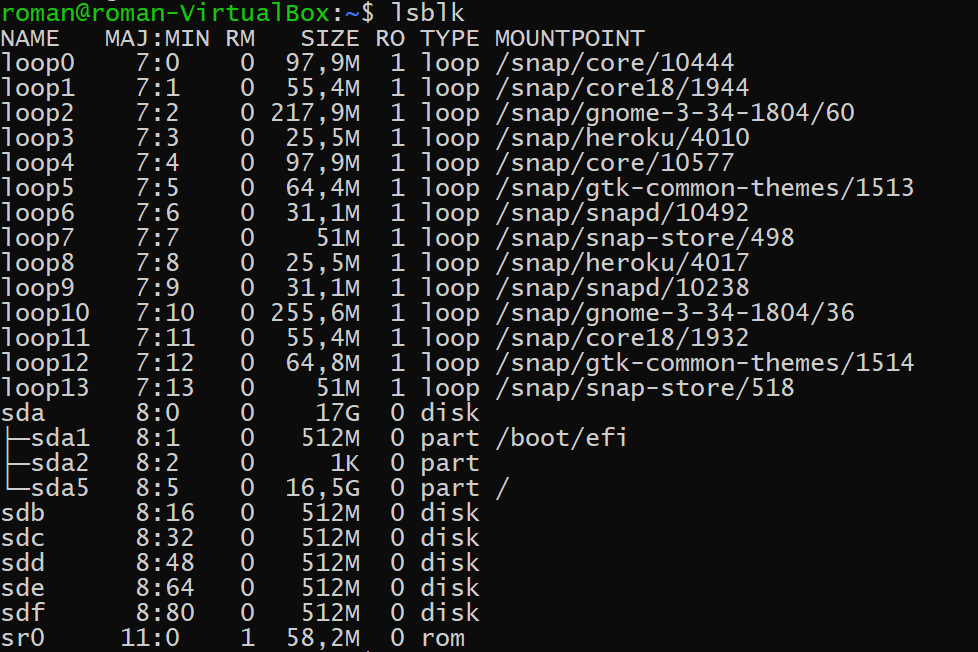 roman@roman-VirtualBox:~$ lsblk
NAME   MAJ:MIN RM   SIZE RO TYPE MOUNTPOINT
loop0    7:0    0  97,9M  1 loop /snap/core/10444
loop1    7:1    0  55,4M  1 loop /snap/core18/1944
loop2    7:2    0 217,9M  1 loop /snap/gnome-3-34-1804/60
loop3    7:3    0  25,5M  1 loop /snap/heroku/4010
loop4    7:4    0  97,9M  1 loop /snap/core/10577
loop5    7:5    0  64,4M  1 loop /snap/gtk-common-themes/1513
loop6    7:6    0  31,1M  1 loop /snap/snapd/10492
loop7    7:7    0    51M  1 loop /snap/snap-store/498
loop8    7:8    0  25,5M  1 loop /snap/heroku/4017
loop9    7:9    0  31,1M  1 loop /snap/snapd/10238
loop10   7:10   0 255,6M  1 loop /snap/gnome-3-34-1804/36
loop11   7:11   0  55,4M  1 loop /snap/core18/1932
loop12   7:12   0  64,8M  1 loop /snap/gtk-common-themes/1514
loop13   7:13   0    51M  1 loop /snap/snap-store/518
sda      8:0    0    17G  0 disk
├─sda1   8:1    0   512M  0 part /boot/efi
├─sda2   8:2    0     1K  0 part
└─sda5   8:5    0  16,5G  0 part /
sdb      8:16   0   512M  0 disk
sdc      8:32   0   512M  0 disk
sdd      8:48   0   512M  0 disk
sde      8:64   0   512M  0 disk
sdf      8:80   0   512M  0 disk
sr0     11:0    1  58,2M  0 rom